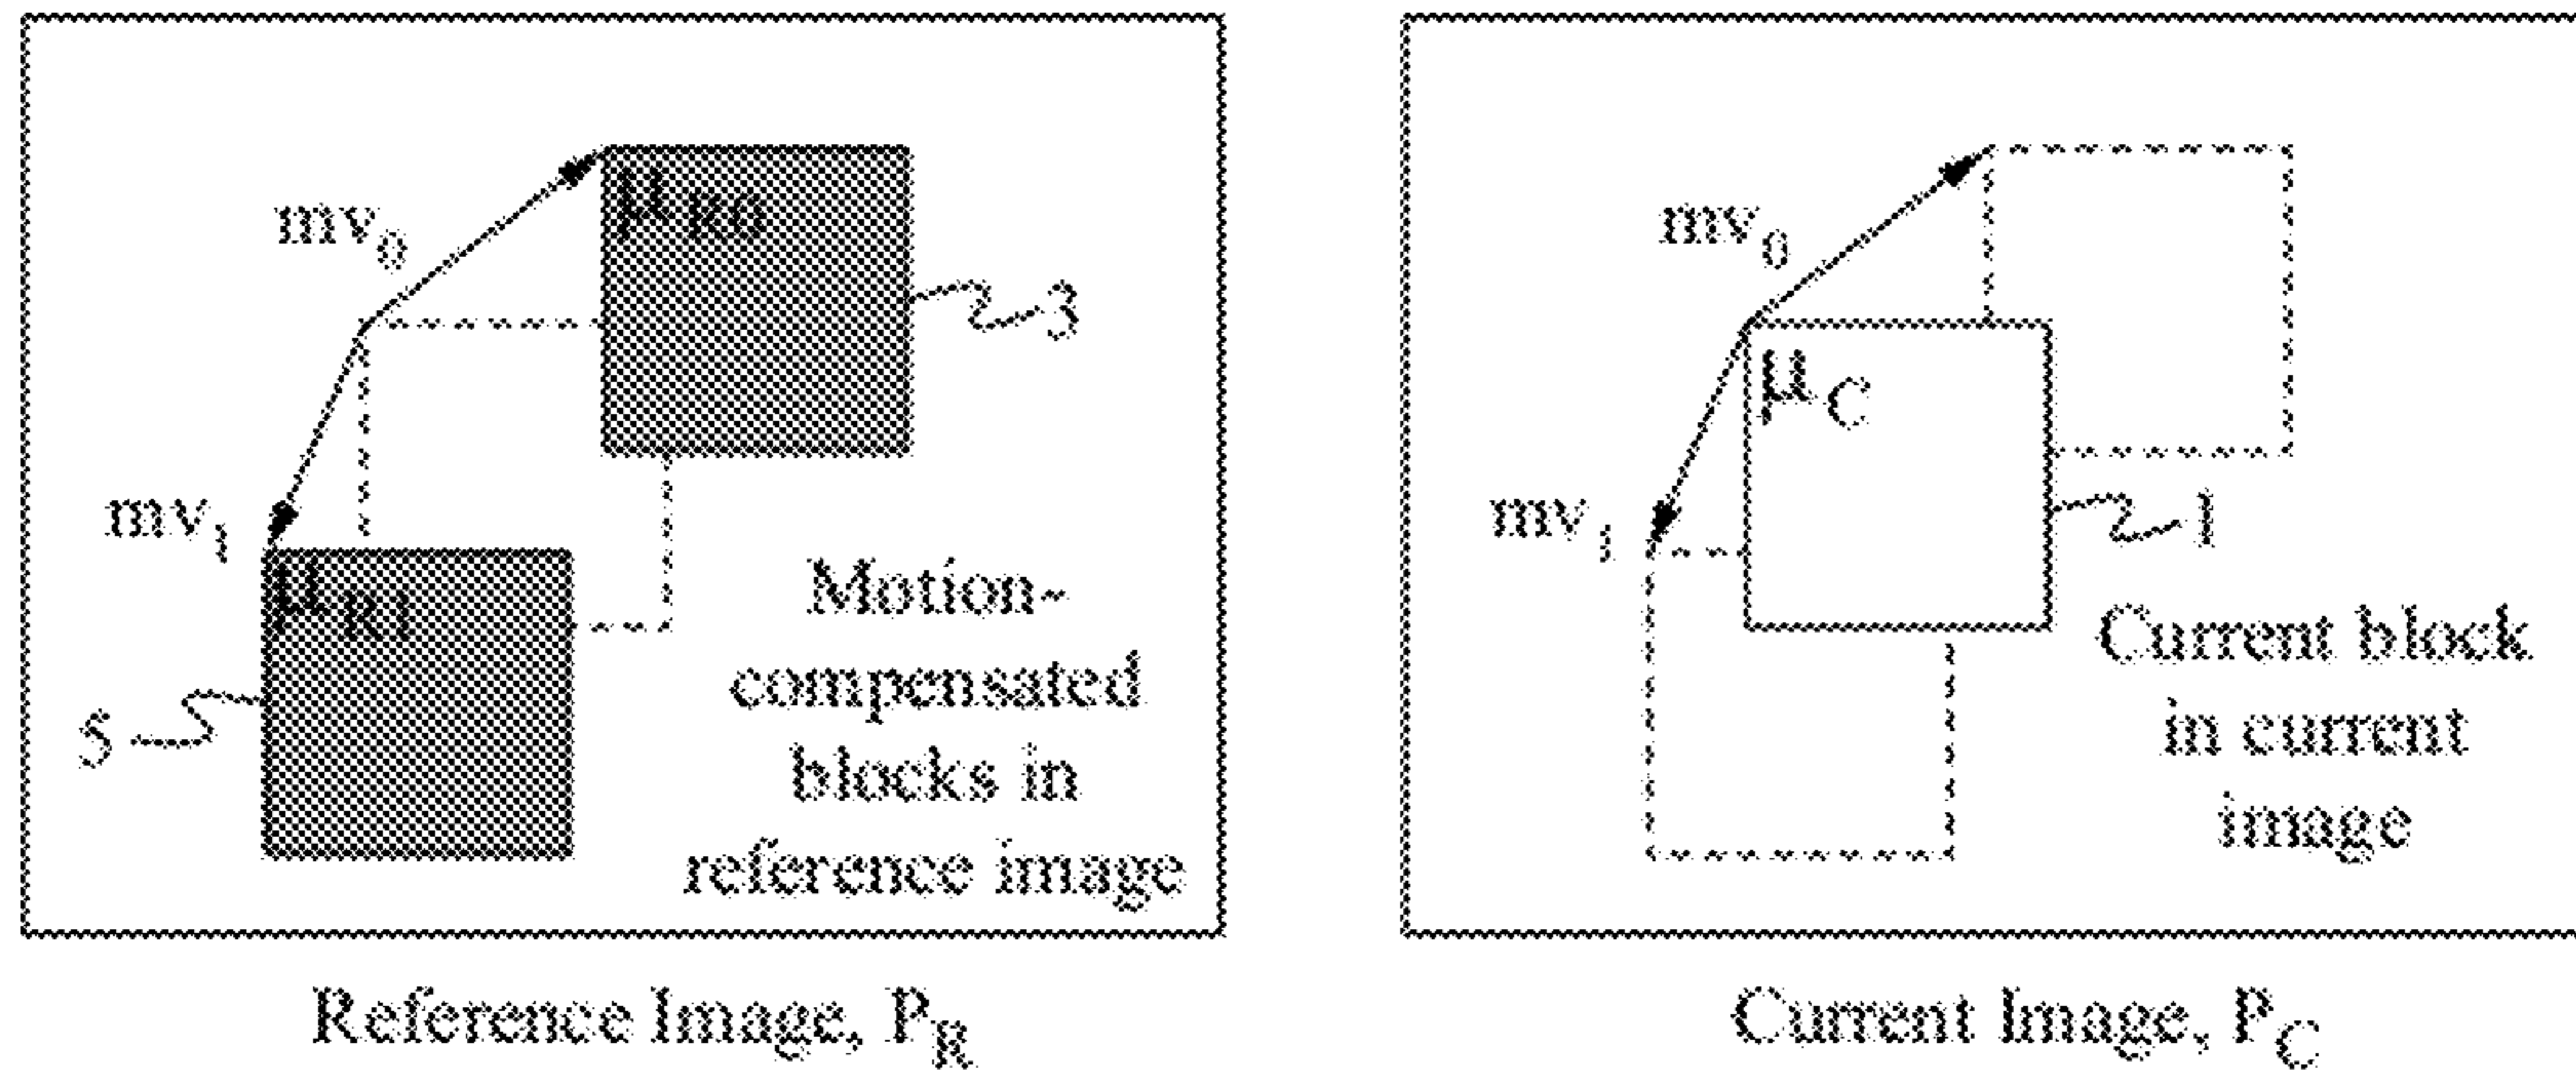 mv0
μR0
3
mv1
μR1
5
Motion-
compensated
blocks in
reference image
Reference Image, PR
mv0
μC
1
mv1
Current block
in current
image
Current Image, PC